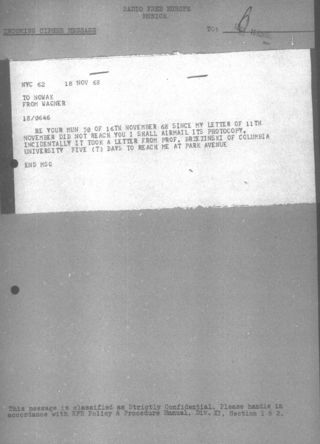 RADIO FREE EUROPE
MUNICH
INCOMING CIPHER MESSAGE
TO:
NYC 62 18 NOV 68
TO NOWAK
FROM WAGNER
18/0646
RE YOUR MUN 50 OF 16TH NOVEMBER 68 SINCE MY LETTER OF 11TH
NOVEMBER DID NOT REACH YOU I SHALL AIRMAIL ITS PHOTOCOPY,
INCIDENTALLY IT TOOK A LETTER FROM PROF. BRZEZINSKI OF COLUMBIA
UNIVERSITY FIVE (?) DAYS TO REACH ME AT PARK AVENUE
END MSG
This message is classified as Strictly Confidential. Please handle in
accordance with RFE Policy & Procedure Manual, DIV. XI, Section 1 & 2.